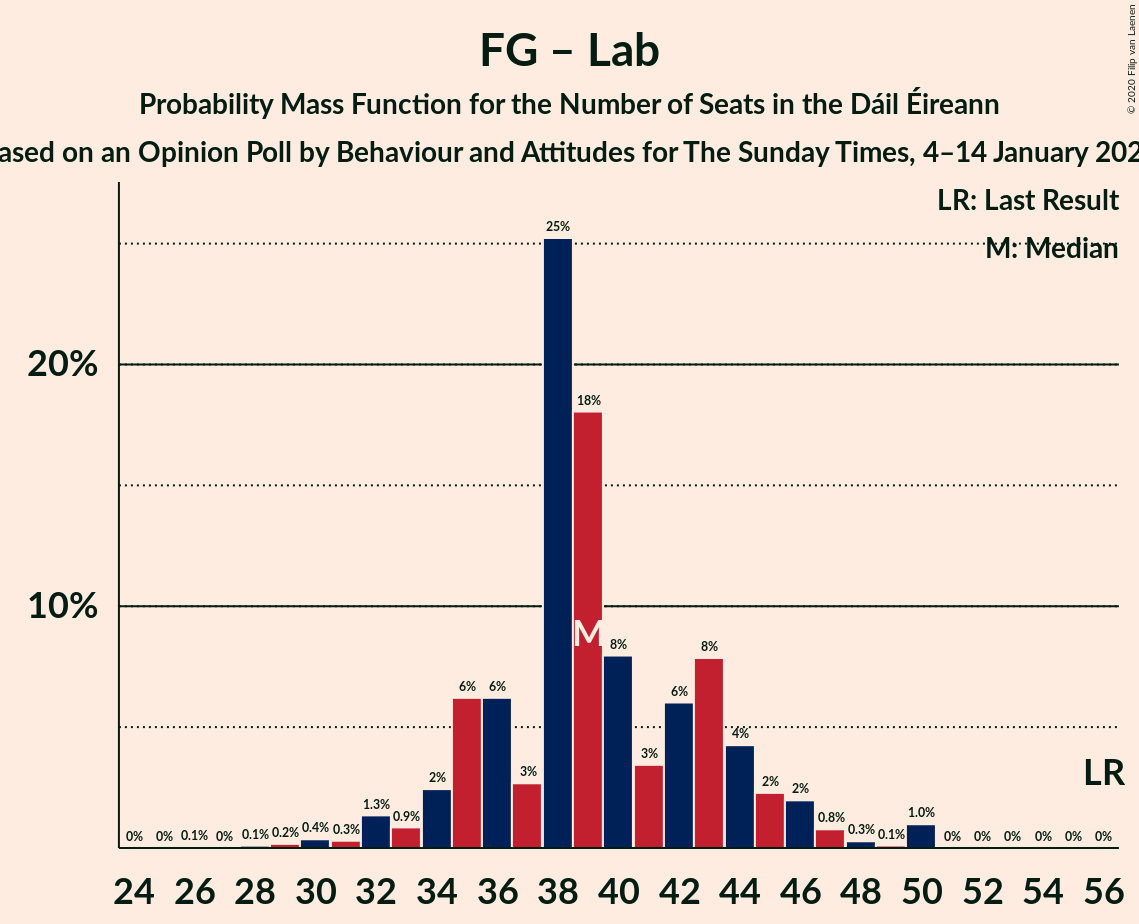 FG – Lab
Probability Mass Function for the Number of Seats in the Dáil Éireann
ased on an Opinion Poll by Behaviour and Attitudes for The Sunday Times, 4–14 January 202
© 2020 Filip van Laenen
LR: Last Result
M: Median
25%
20%
18%
10%
M
8%
8%
6%
6%
6%
4%
3%
3%
LR
2%
2%
2%
1.3%
0.9%
0.8%
1.0%
0% 0% 0.1% 0% 0.1% 0.2% 0.4% 0.3%
0.3% 0.1%
0% 0% 0% 0% 0% 0%
24 26 28 30 32 34 36 38 40 42 44 46 48 50 52 54 56